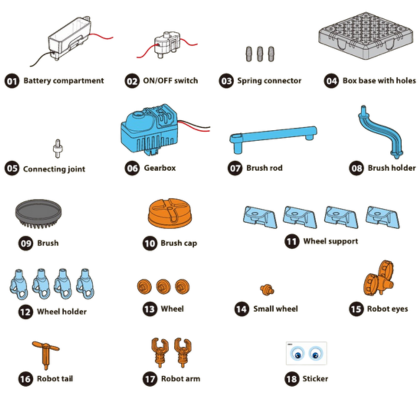 01 Battery compartment
02 ON/OFF switch
03 Spring connector
04 Box base with holes
05 Connecting joint
06 Gearbox
07 Brush rod
08 Brush holder
09 Brush
10 Brush cap
11 Wheel support
12 Wheel holder
13 Wheel
14 Small wheel
15 Robot eyes
16 Robot tail
17 Robot arm
18 Sticker